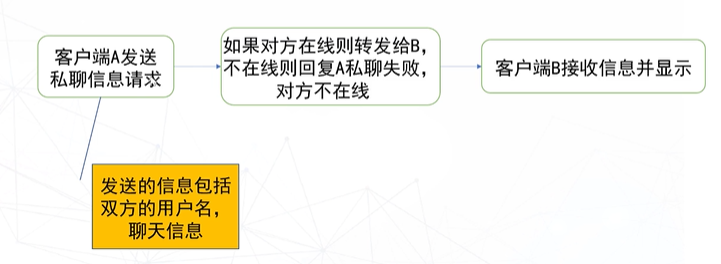 客户端A发送
私聊信息请求
如果对方在线则转发给B，
不在线则回复A私聊失败，
对方不在线
客户端B接收信息并显示
发送的信息包括
双方的用户名，
聊天信息